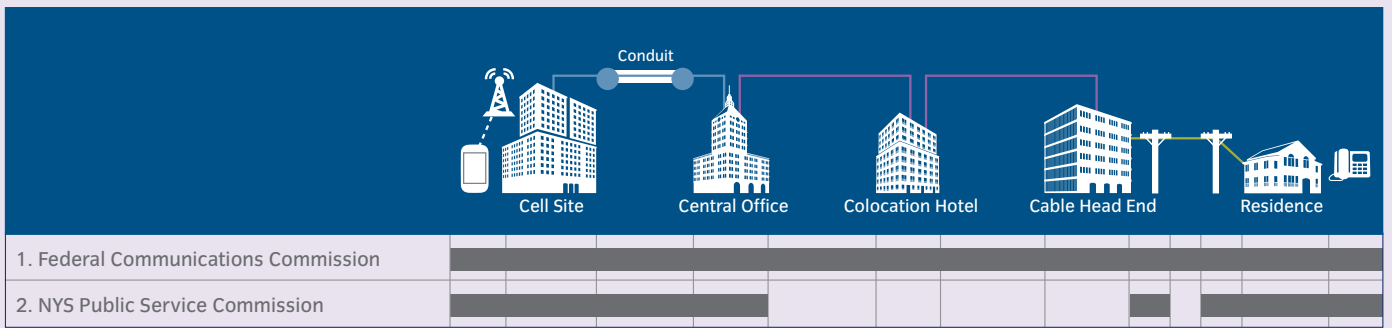 Conduit
Cell Site
Central Office
Colocation Hotel
Cable Head End
Residence
1. Federal Communications Commission
2. NYS Public Service Commission